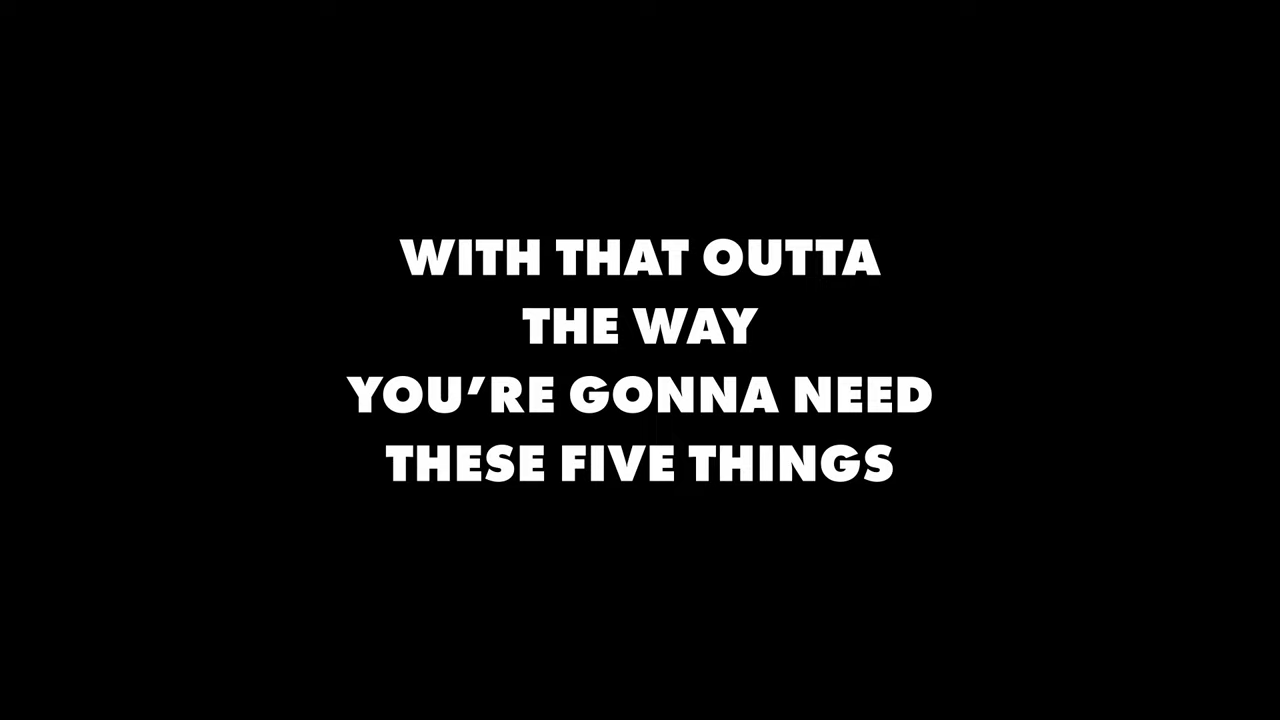 WITH THAT OUTTA
THE WAY
YOU’RE GONNA NEED
THESE FIVE THINGS